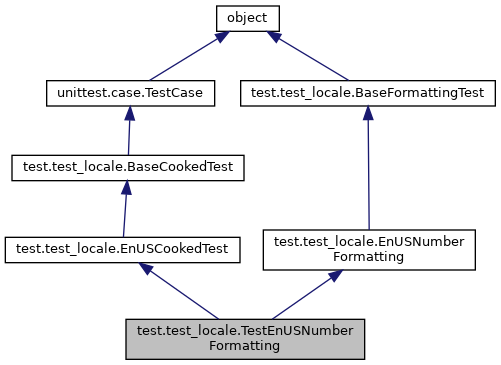 object
unittest.case.TestCase
test.test_locale.BaseFormattingTest
test.test_locale.BaseCookedTest
test.test_locale.EnUSCookedTest
test.test_locale.EnUSNumber
Formatting
test.test_locale.TestEnUSNumber
Formatting